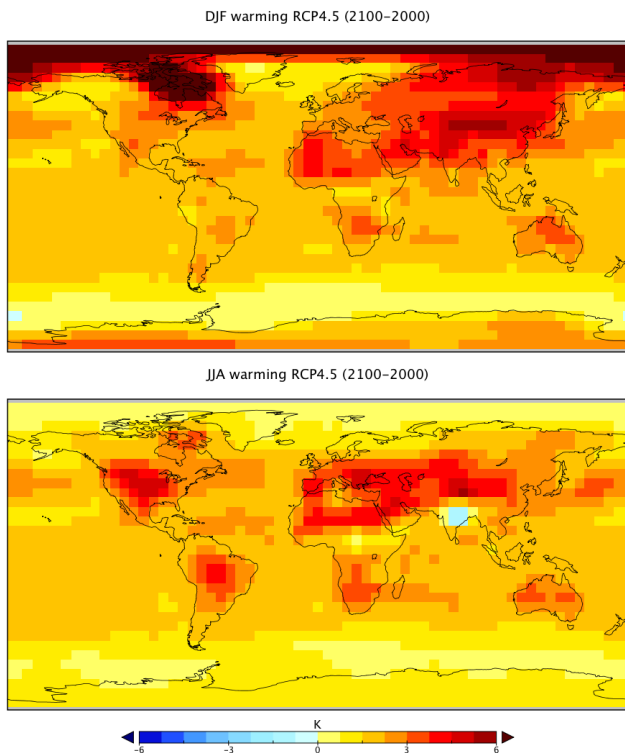 DJF warming RCP4.5 (2100-2000)
JJA warming RCP4.5 (2100-2000)
K
-6 -3 0 3 6